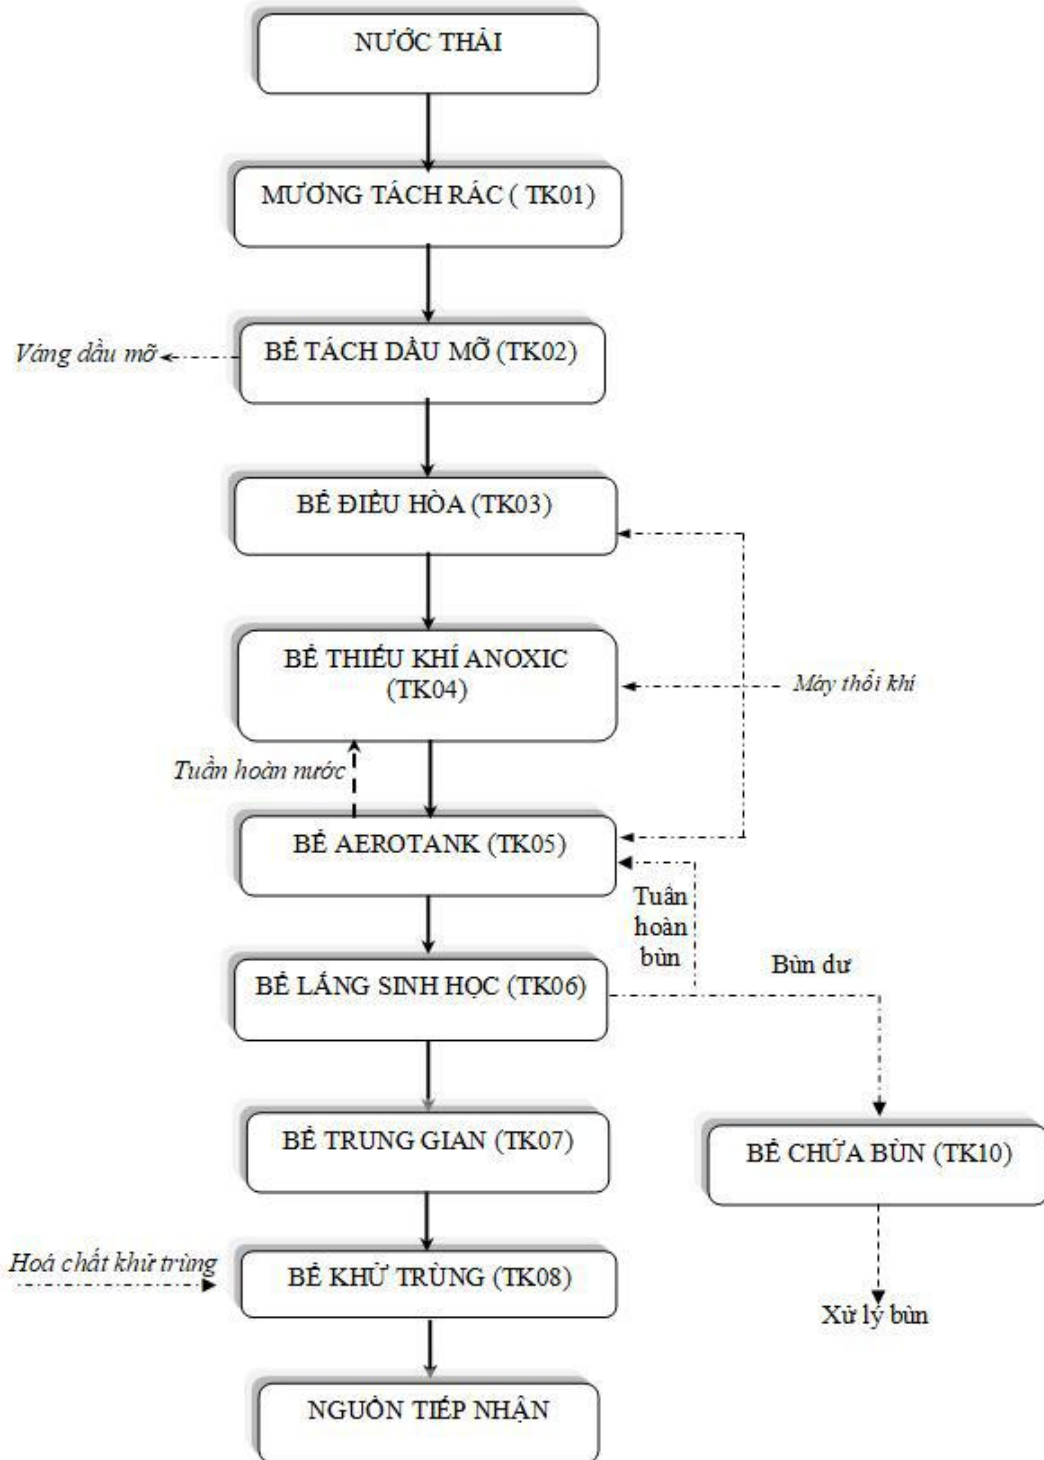 NƯỚC THẢI
MƯƠNG TÁCH RÁC ( TK01)
Váng dầu mỡ
BỂ TÁCH DẦU MỠ (TK02)
BỂ ĐIỀU HÒA (TK03)
BỂ THIẾU KHÍ ANOXIC
(TK04)
Máy thổi khí
Tuần hoàn nước
BỂ AEROTANK (TK05)
Tuần
hoàn
bùn
Bùn dư
BỂ LẮNG SINH HỌC (TK06)
BỂ TRUNG GIAN (TK07)
BỂ CHỨA BÙN (TK10)
Hoá chất khử trùng
BỂ KHỬ TRÙNG (TK08)
Xử lý bùn
NGUỒN TIẾP NHẬN